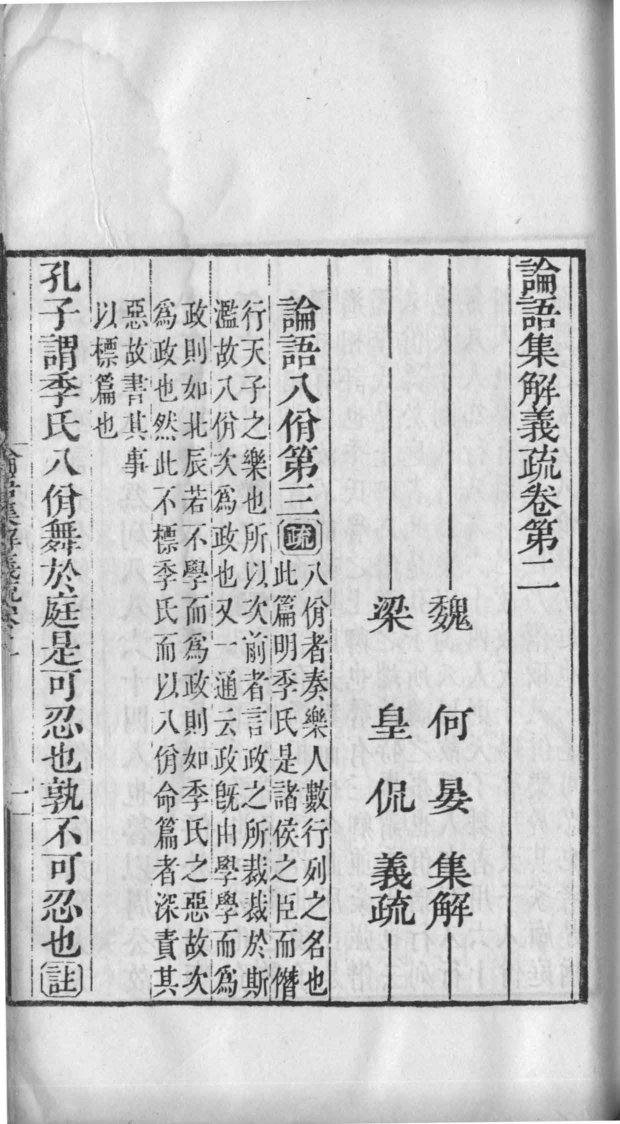 論語集解義疏卷第二
魏 何晏 集解
梁 皇侃 義疏
論語八佾第三
疏
八佾者奏樂人數行列之名也
此篇明季氏是諸侯之臣而僭
行天子之樂也所以次前者言政之所裁裁於斯
濫故八佾次爲政也又一通云政旣由學學而爲
政則如北辰若不學而爲政則如季氏之惡故次
爲政也然此不標季氏而以八佾命篇者深責其
惡故書其事
以標篇也
孔子謂季氏八佾舞於庭是可忍也孰不可忍也
註
一